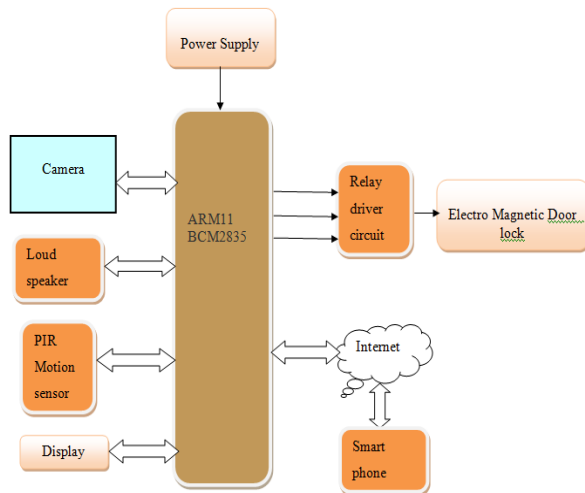 Power Supply
Camera
ARM11
BCM2835
Relay
driver
circuit
Electro Magnetic Door
lock
Loud
speaker
PIR
Motion
sensor
Internet
Display
Smart
phone